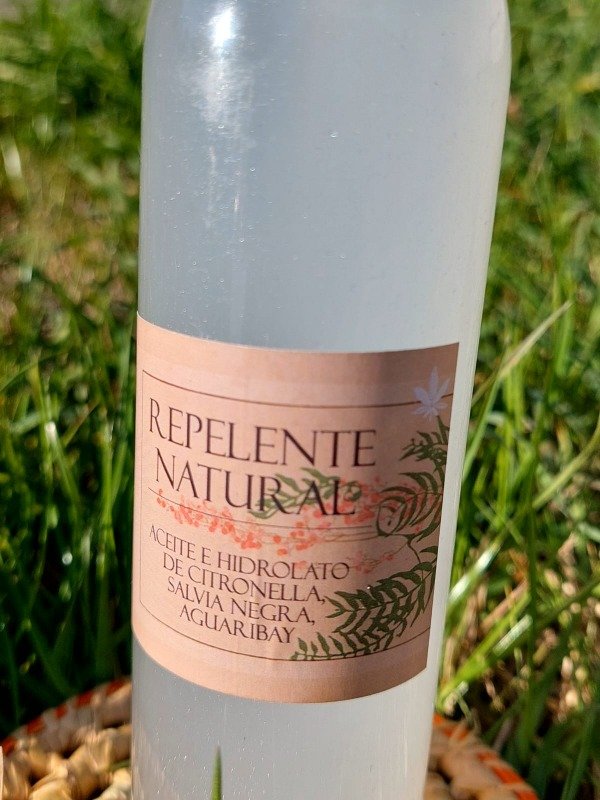 REPELENTE
NATURAL
ACEITE E HIDROLATO
DE CITRONELLA,
SALVIA NEGRA,
AGUARIBAY